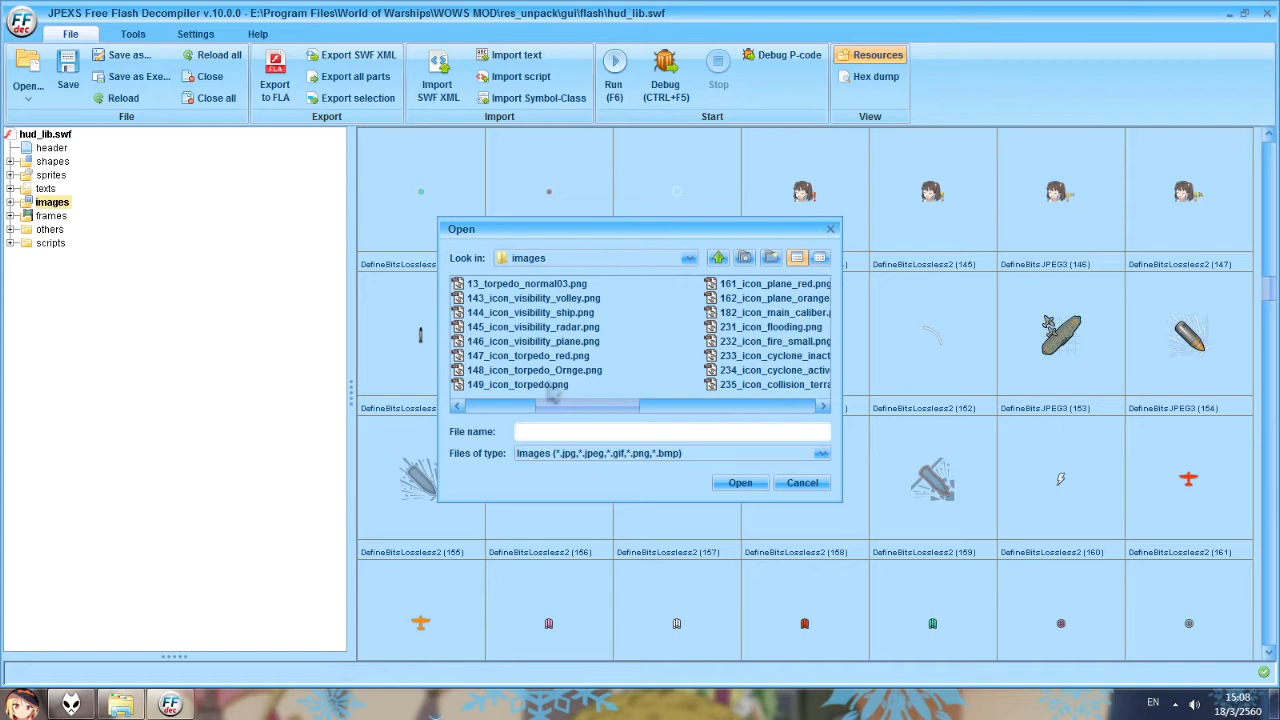 JPEXS Free Flash Decompiler v.10.0.0 - E:\Program Files\World of Warships\WOWS MOD\res_unpack\gui\flash\hud_lib.swf
FF
dec
File
Tools
Settings
Help
Open...
Save
Save as...
Save as Exe...
Reload
Reload all
Close
Close all
File
Export to FLA
Export SWF XML
Export all parts
Export selection
Export
Import SWF XML
Import text
Import script
Import Symbol-Class
Import
Run (F6)
Debug (CTRL+F5)
Stop
Debug P-code
Start
Resources
Hex dump
View
hud_lib.swf
header
shapes
sprites
texts
images
frames
others
scripts
DefineBitsLossless2 (145)
DefineBitsJPEG3 (146)
DefineBitsLossless2 (147)
Open
Look in:
images
13_torpedo_normal03.png
143_icon_visibility_volley.png
144_icon_visibility_ship.png
145_icon_visibility_radar.png
146_icon_visibility_plane.png
147_icon_torpedo_red.png
148_icon_torpedo_Ornge.png
149_icon_torpedo.png
161_icon_plane_red.png
162_icon_plane_orange
182_icon_main_caliber.
231_icon_flooding.png
232_icon_fire_small.png
233_icon_cyclone_inact
234_icon_cyclone_activ
235_icon_collision_terra
File name:
Files of type:
Images (*.jpg,*.jpeg,*.gif,*.png,*.bmp)
Open
Cancel
DefineBitsLossless2 (152)
DefineBitsJPEG3 (153)
DefineBitsJPEG3 (154)
DefineBitsLossless2 (155)
DefineBitsLossless2 (156)
DefineBitsLossless2 (157)
DefineBitsLossless2 (158)
DefineBitsLossless2 (159)
DefineBitsLossless2 (160)
DefineBitsLossless2 (161)
EN
15:08
18/3/2560